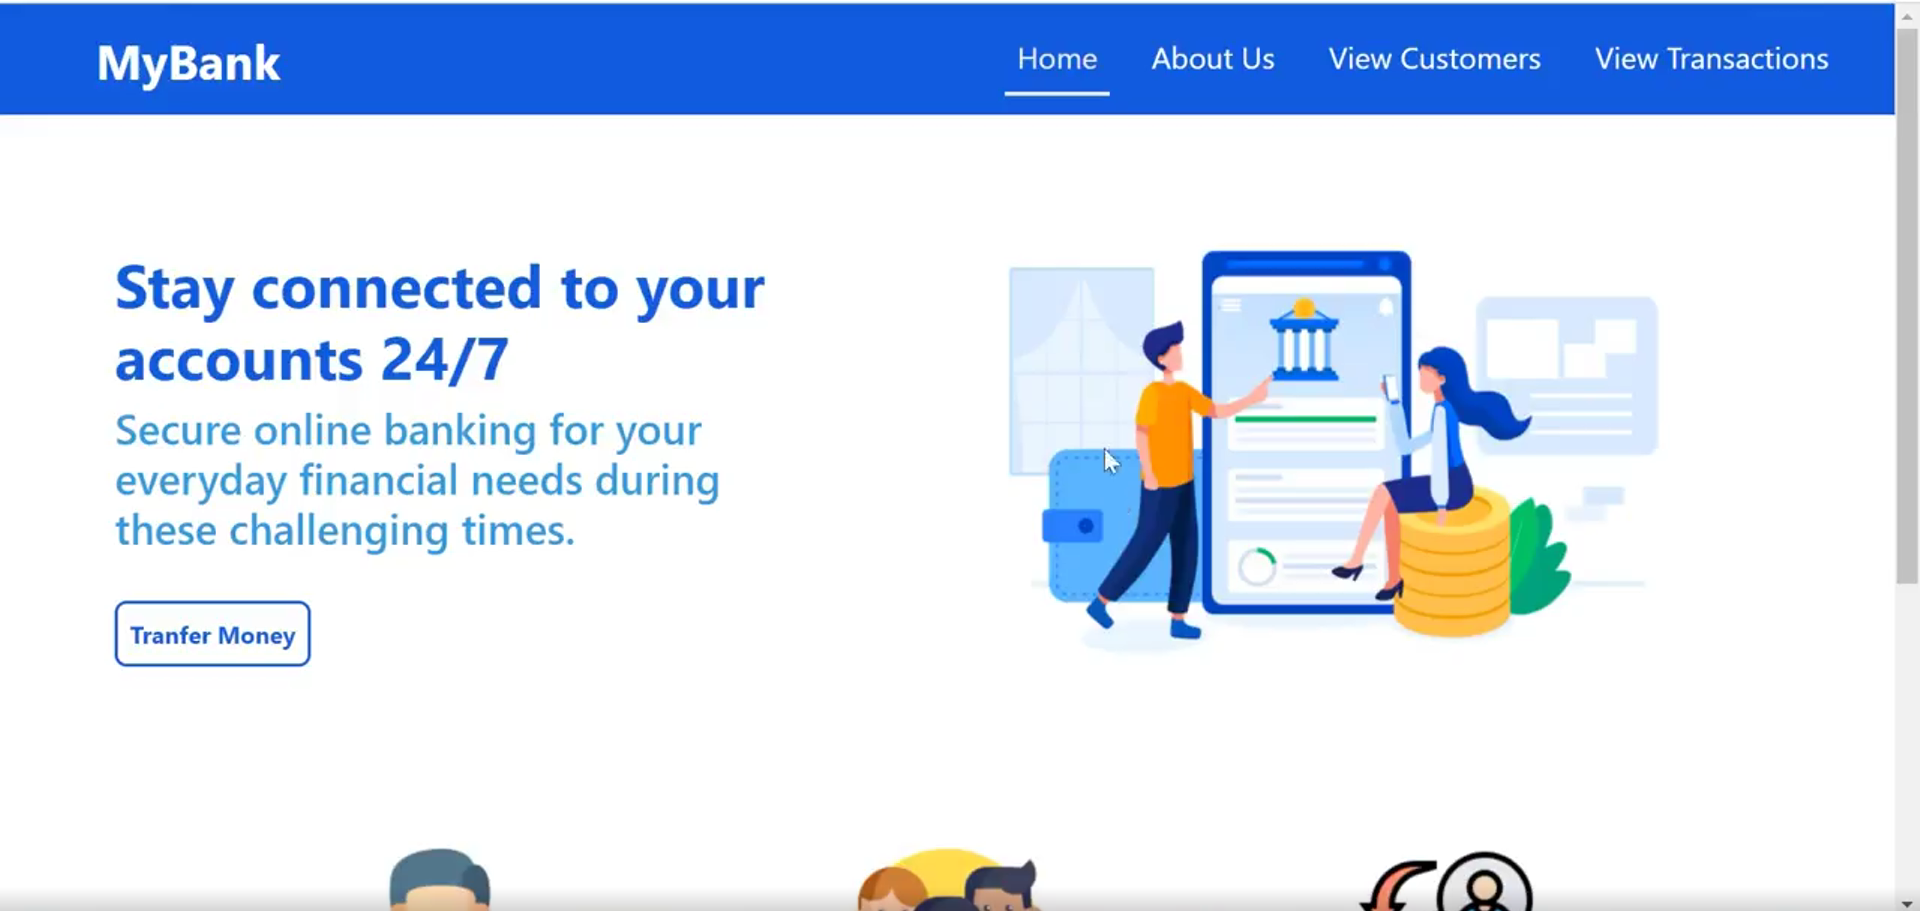 MyBank
Home
About Us
View Customers
View Transactions
Stay connected to your
accounts 24/7
Secure online banking for your
everyday financial needs during
these challenging times.
Tranfer Money